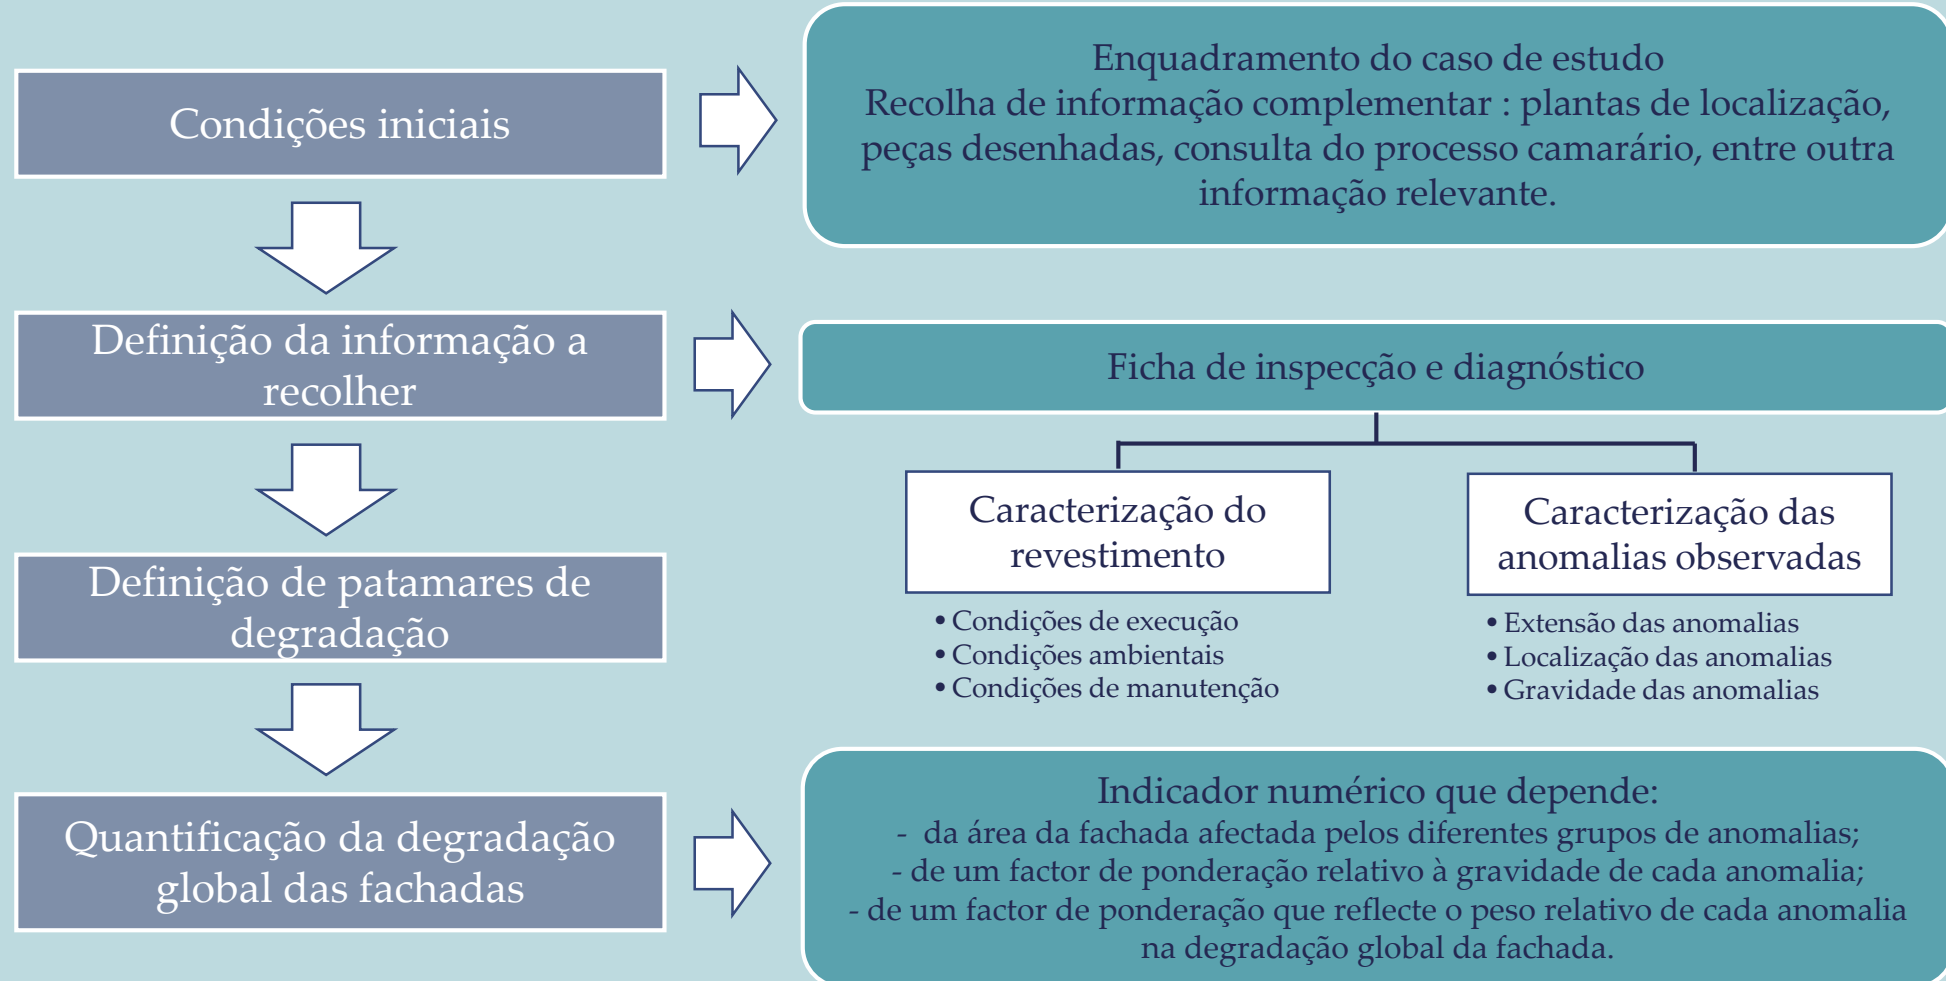 Condições iniciais
Enquadramento do caso de estudo
Recolha de informação complementar : plantas de localização,
peças desenhadas, consulta do processo camarário, entre outra
informação relevante.
Definição da informação a
recolher
Ficha de inspecção e diagnóstico
Caracterização do
revestimento
• Condições de execução
• Condições ambientais
• Condições de manutenção
Caracterização das
anomalias observadas
• Extensão das anomalias
• Localização das anomalias
• Gravidade das anomalias
Definição de patamares de
degradação
Quantificação da degradação
global das fachadas
Indicador numérico que depende:
- da área da fachada afectada pelos diferentes grupos de anomalias;
- de um factor de ponderação relativo à gravidade de cada anomalia;
- de um factor de ponderação que reflecte o peso relativo de cada anomalia
na degradação global da fachada.